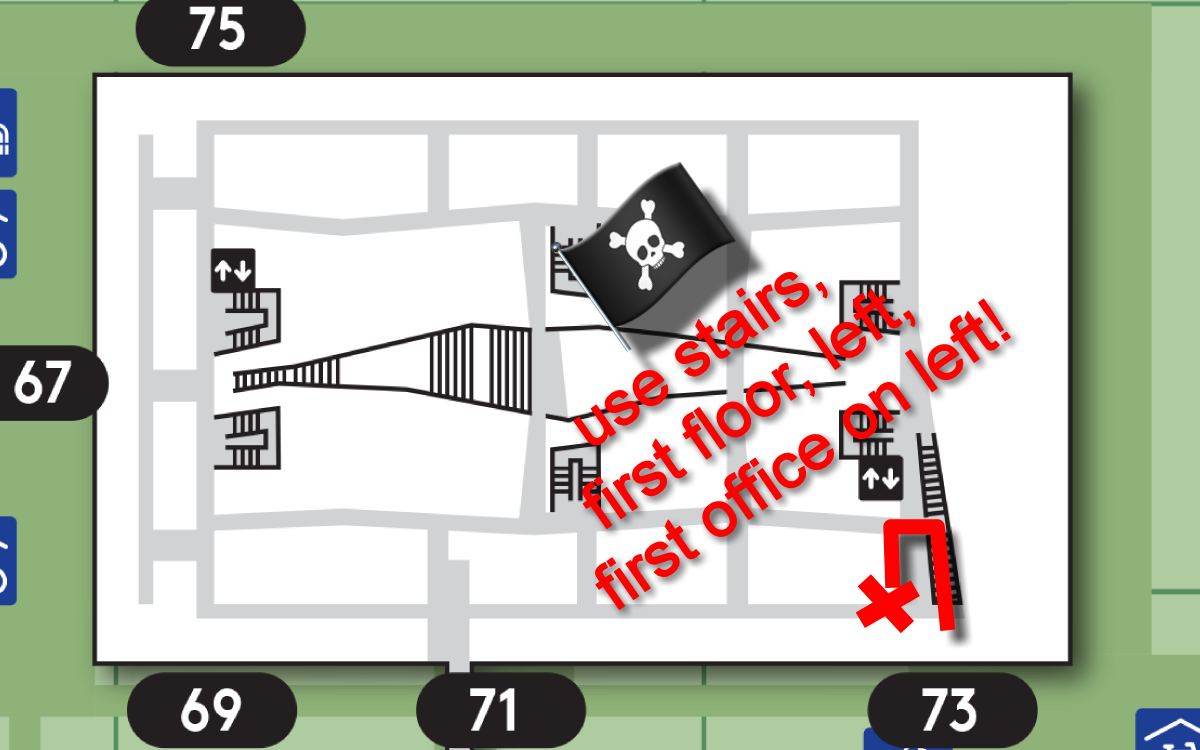 75
use stairs,
first floor, left,
first office on left!
67
69
71
73